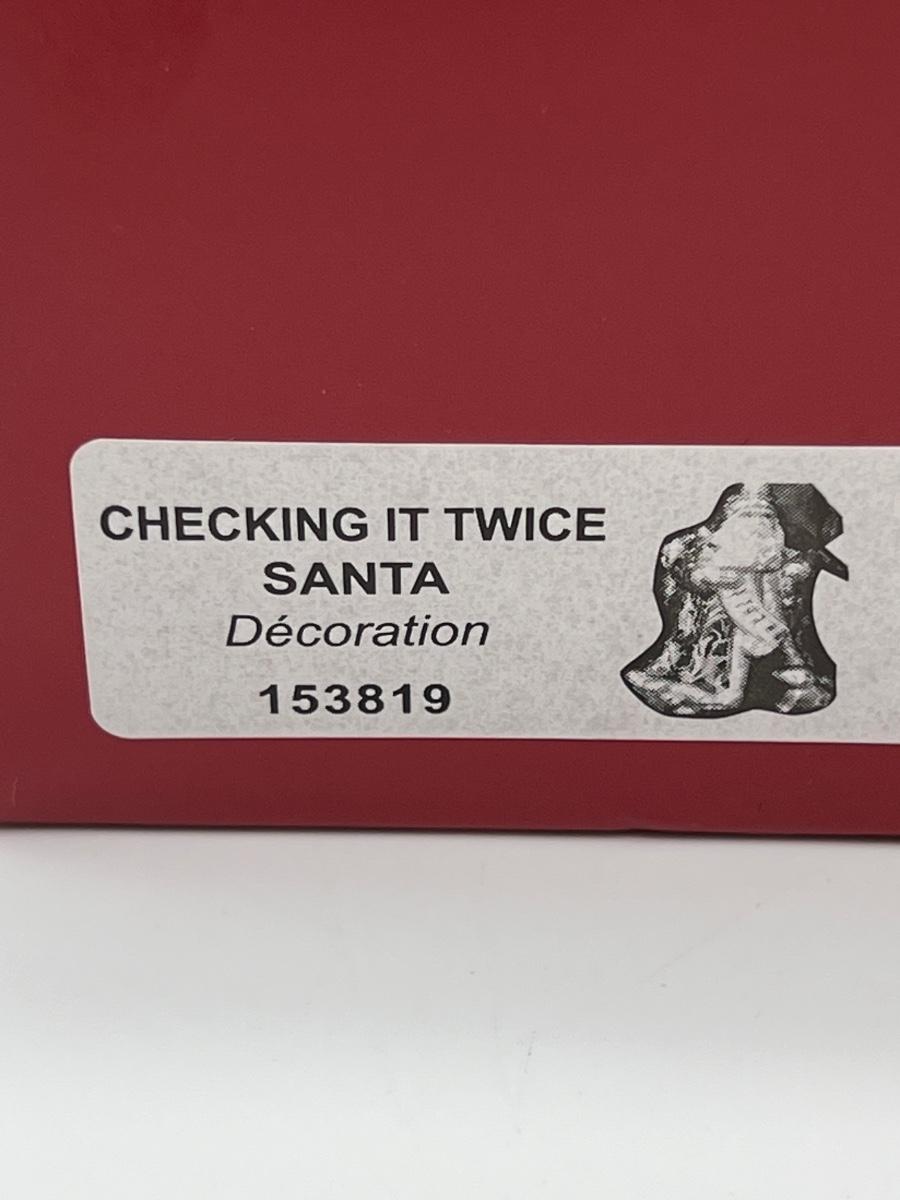 CHECKING IT TWICE
SANTA
Décoration
153819